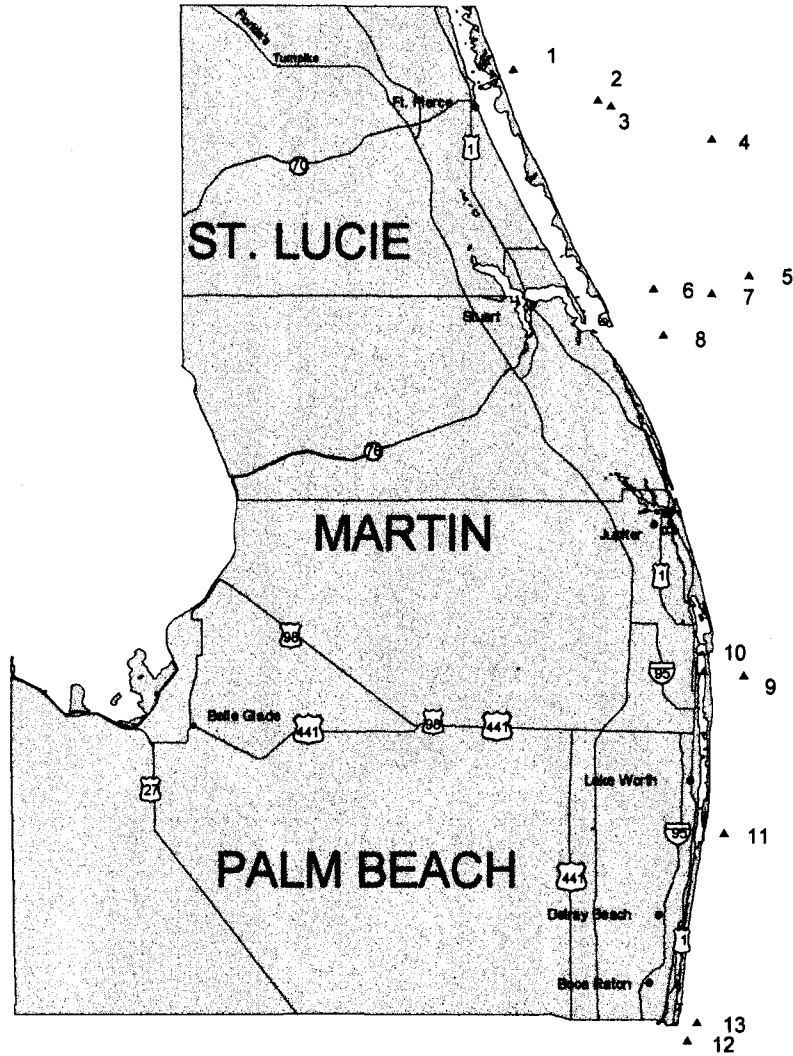 Florida's
Turnpike
1
2
3
Ft. Pierce
4
1
70
ST. LUCIE
5
6
7
Stuart
8
76
MARTIN
Jupiter
1
98
10
95
9
Belle Glade
441
98
441
Lake Worth
27
95
11
PALM BEACH
441
Delray Beach
1
Boca Raton
13
12